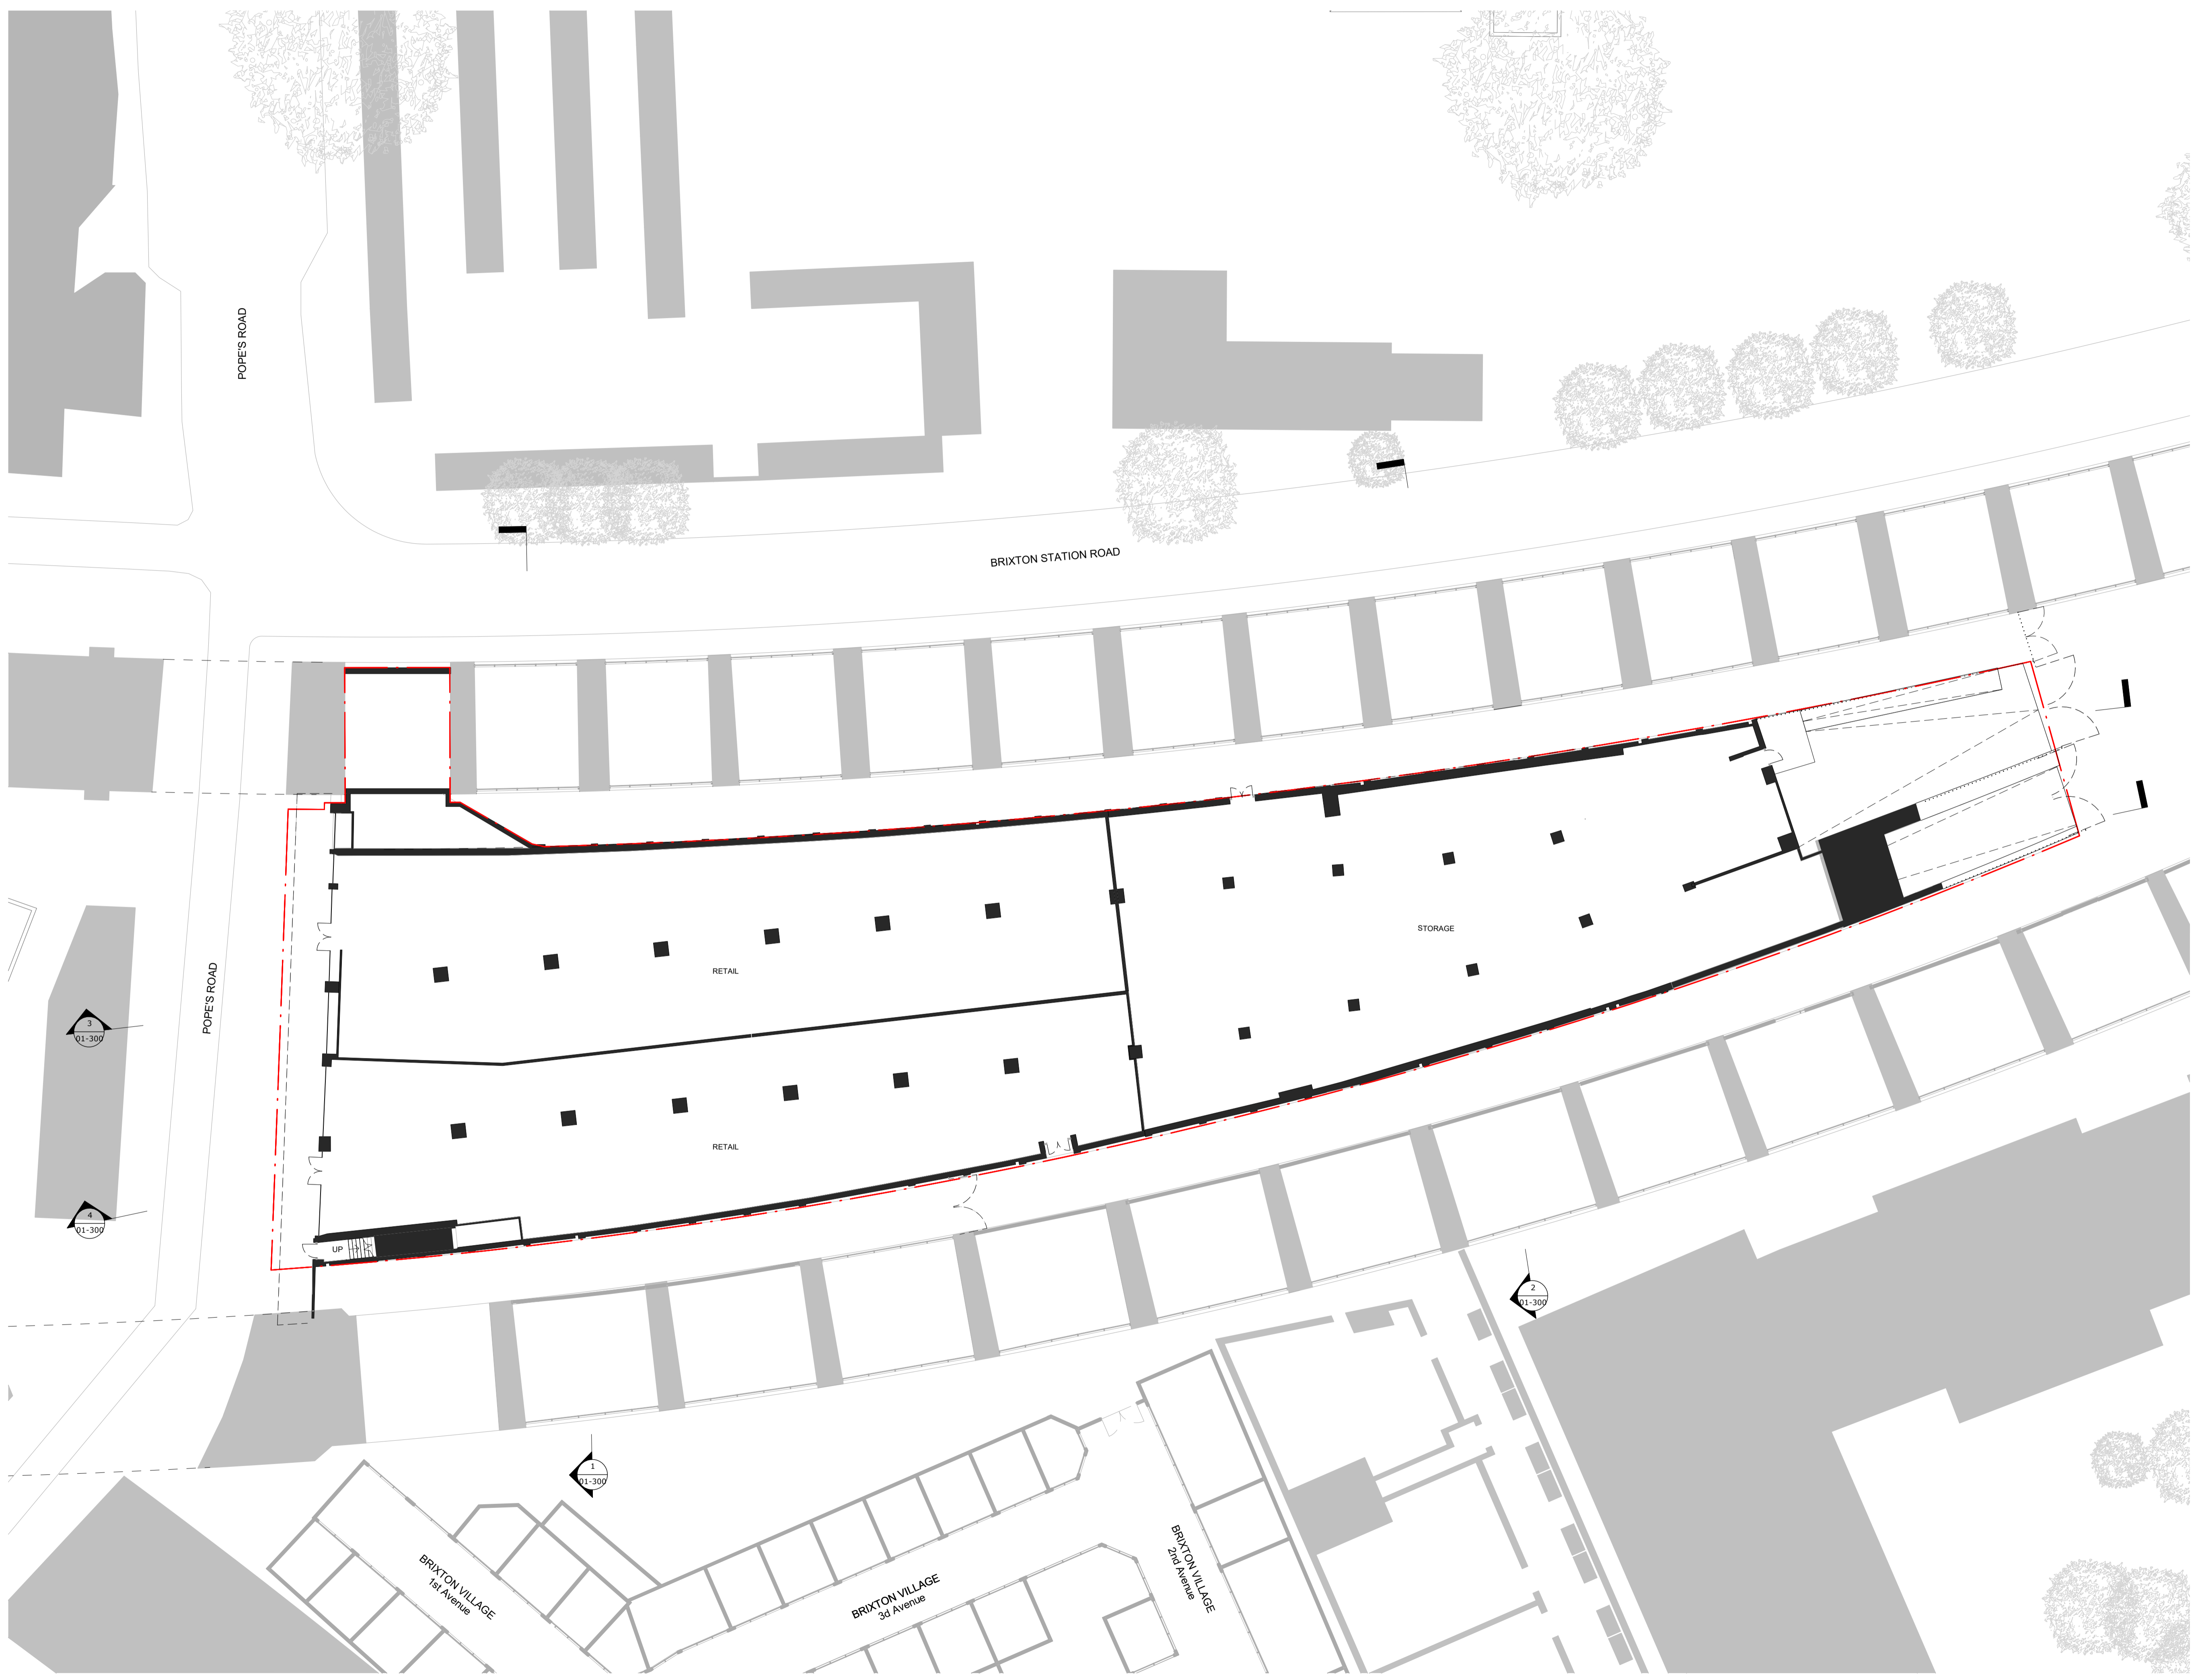 POPE'S ROAD
BRIXTON STATION ROAD
STORAGE
RETAIL
POPE'S ROAD
3
01-300
RETAIL
4
01-300
UP
2
01-300
1
01-300
BRIXTON VILLAGE
1st Avenue
BRIXTON VILLAGE
3d Avenue
BRIXTON VILLAGE
2nd Avenue